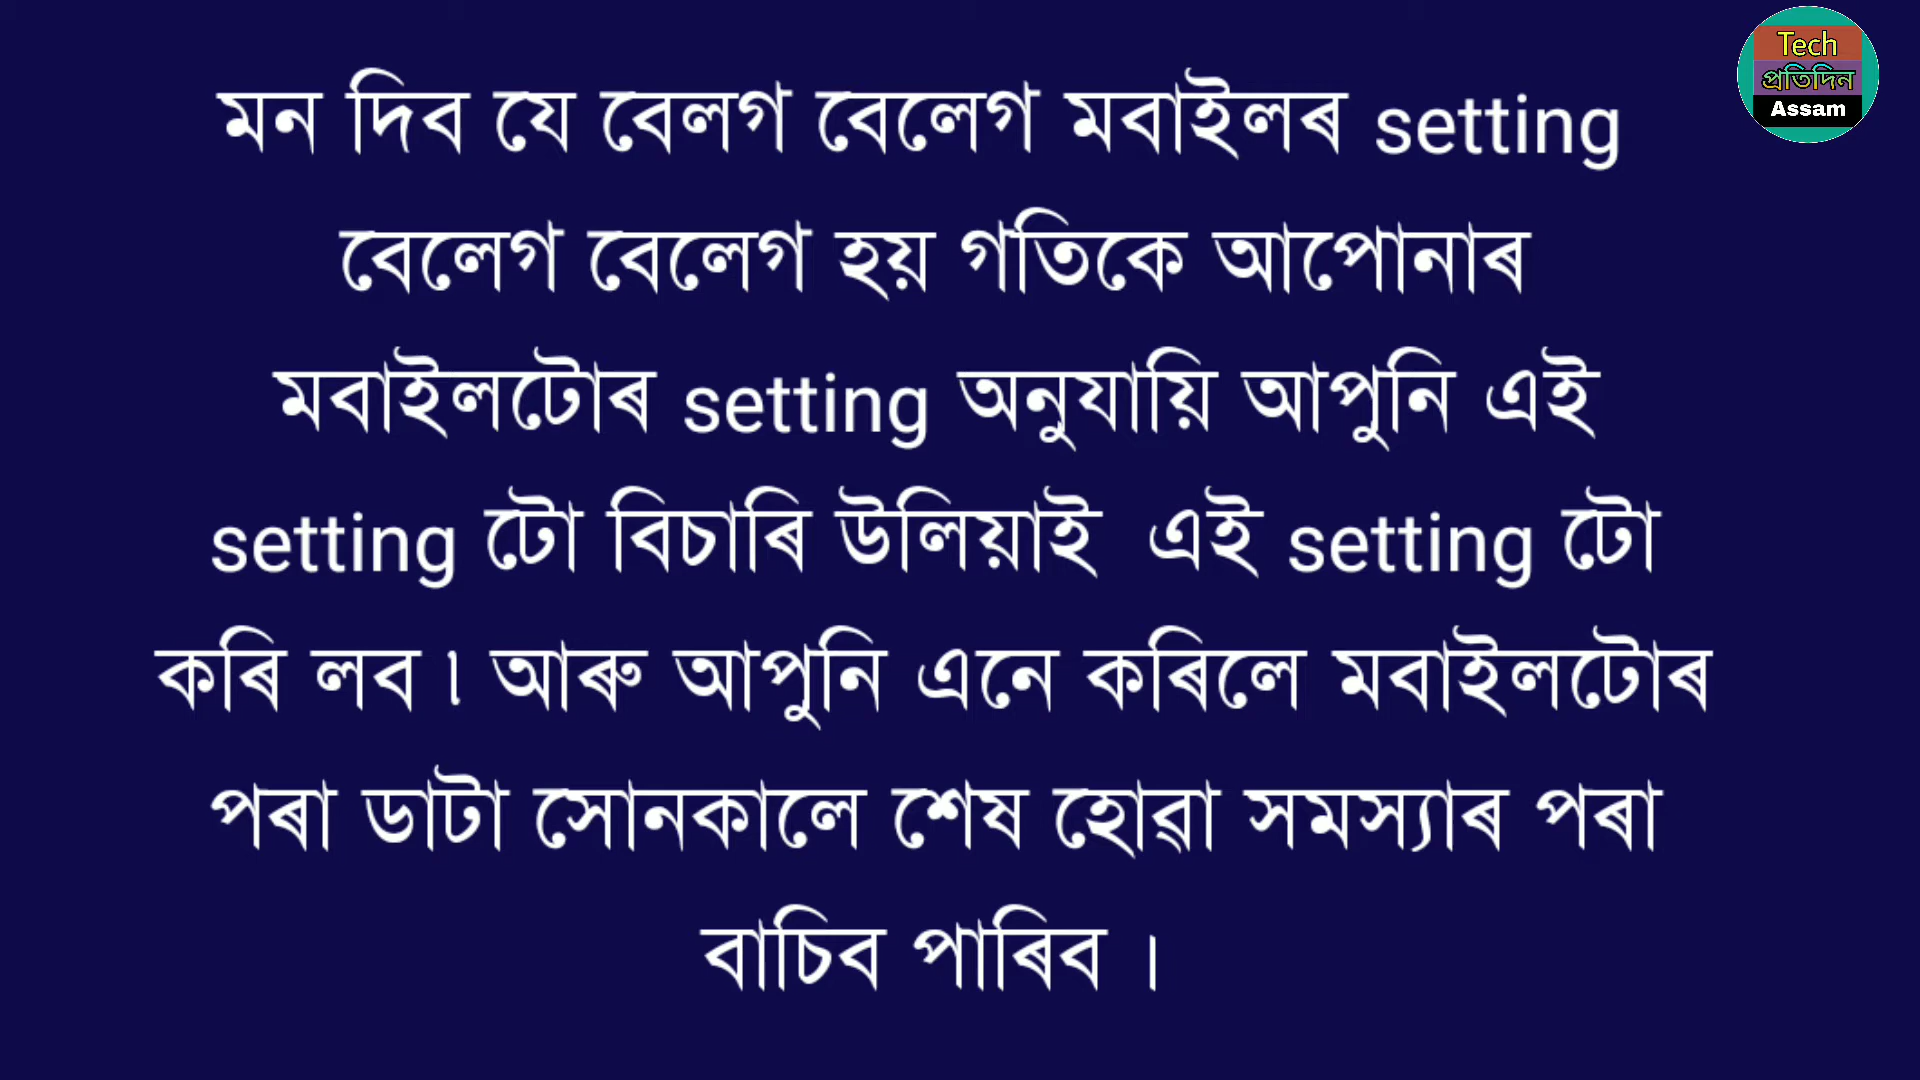 Tech
প্ৰতিদিন
Assam
মন দিব যে বেলগ বেলেগ মবাইলৰ setting
বেলেগ বেলেগ হয় গতিকে আপোনাৰ
মবাইলটোৰ setting অনুযায়ি আপুনি এই
setting টো বিচাৰি উলিয়াই এই setting টো
কৰি লব ৷ আৰু আপুনি এনে কৰিলে মবাইলটোৰ
পৰা ডাটা সোনকালে শেষ হোৱা সমস্যাৰ পৰা
বাচিব পাৰিব ।